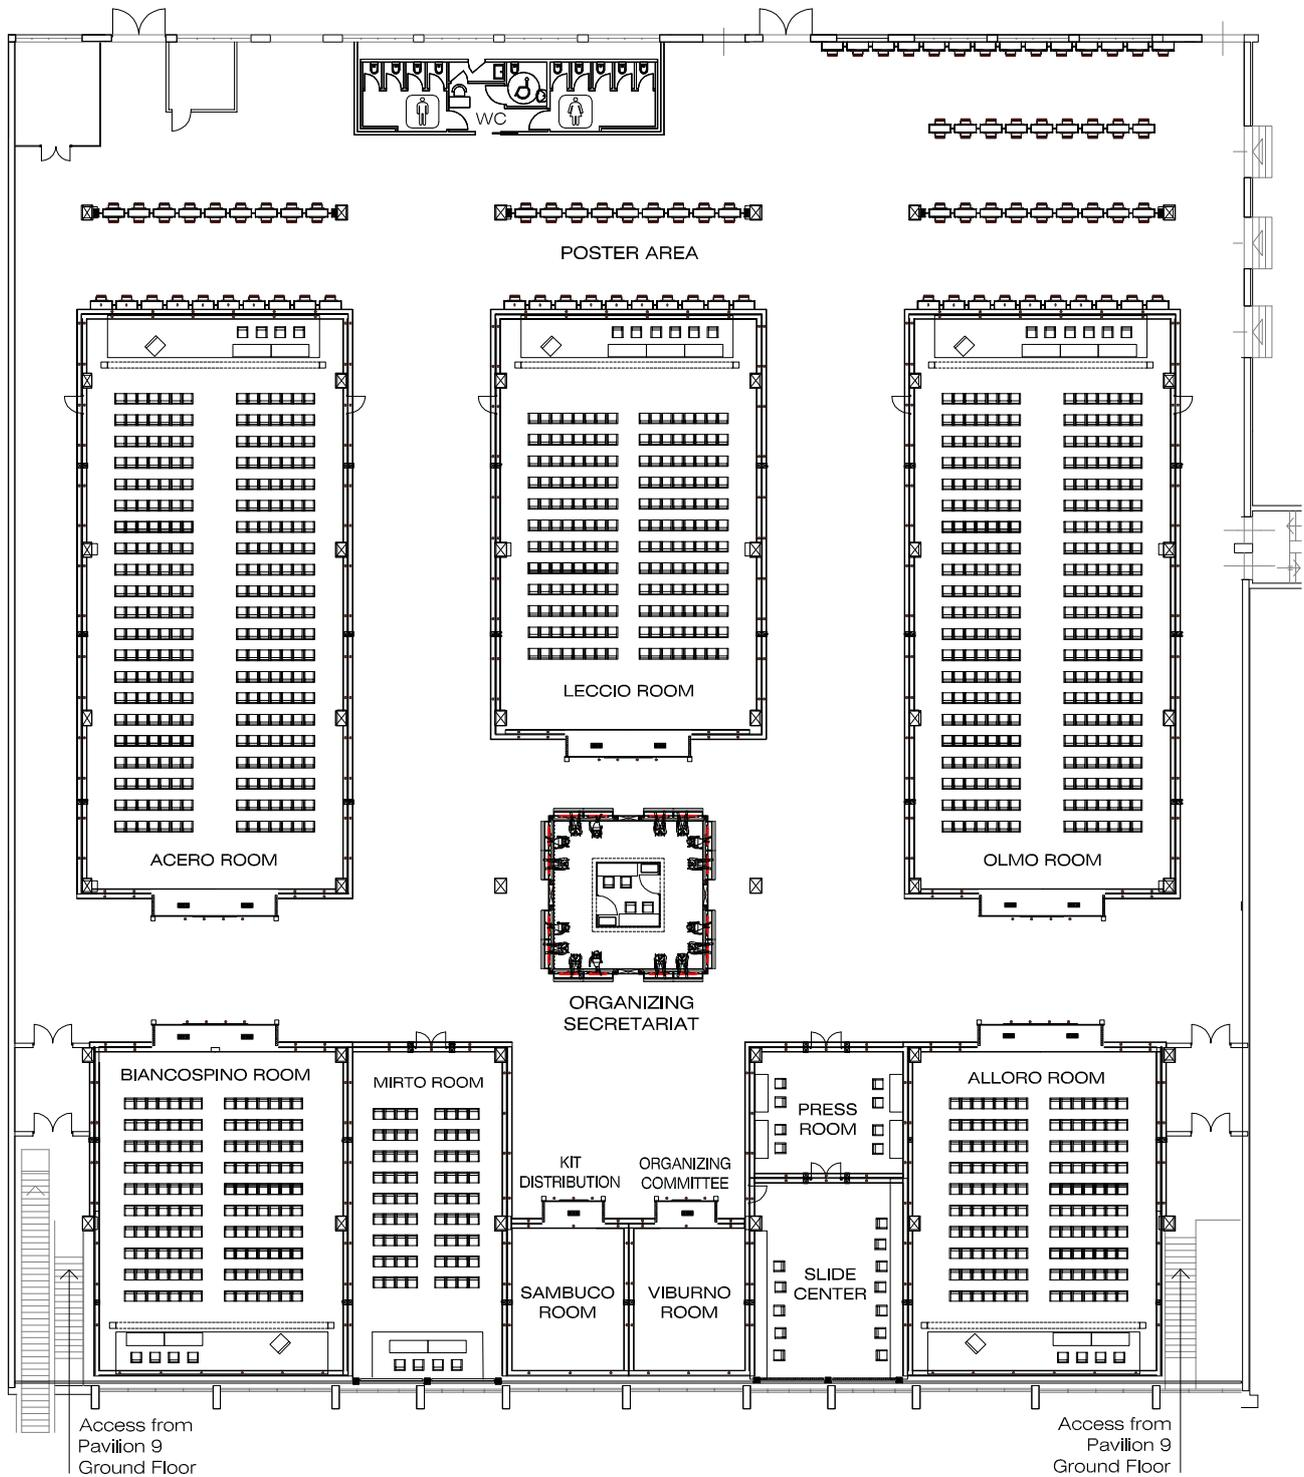 WC
POSTER AREA
LECCIO ROOM
ACERO ROOM
OLMO ROOM
ORGANIZING
SECRETARIAT
BIANCOSPINO ROOM
MIRTO ROOM
ALLORO ROOM
PRESS
ROOM
KIT
DISTRIBUTION
ORGANIZING
COMMITTEE
SAMBUCO
ROOM
VIBURNO
ROOM
SLIDE
CENTER
Access from
Pavilion 9
Ground Floor
Access from
Pavilion 9
Ground Floor